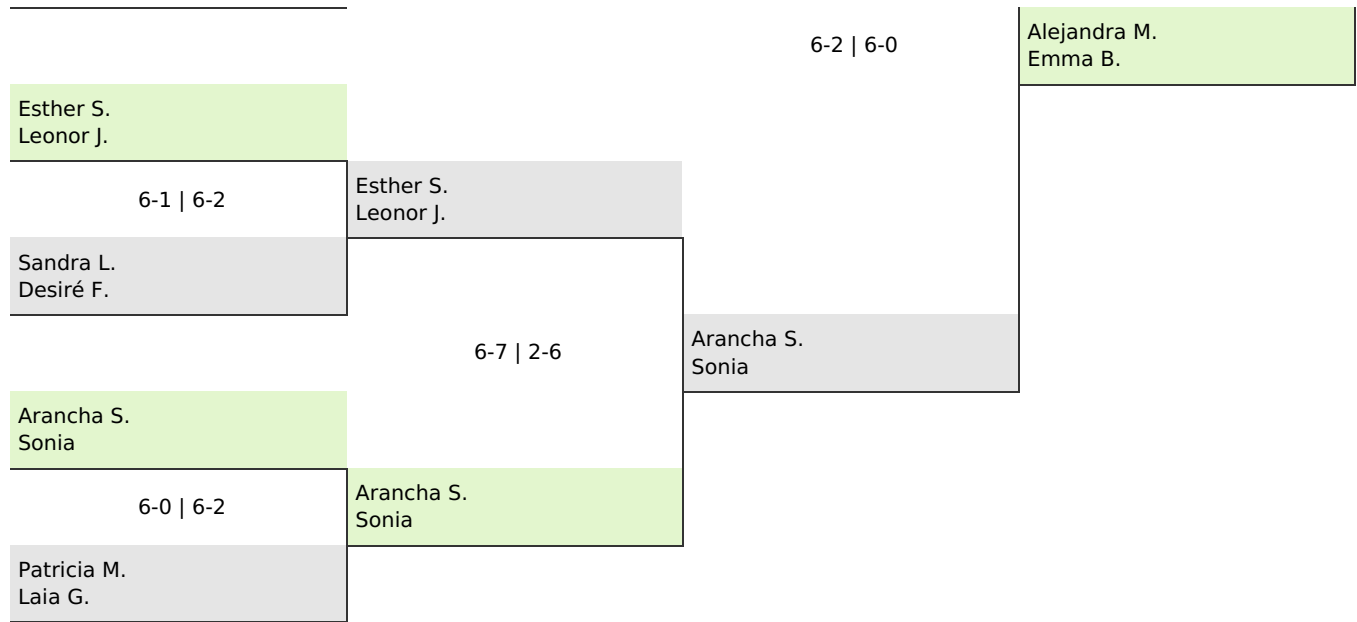 6-2 | 6-0
Alejandra M.
Emma B.
Esther S.
Leonor J.
6-1 | 6-2
Esther S.
Leonor J.
Sandra L.
Desiré F.
6-7 | 2-6
Arancha S.
Sonia
Arancha S.
Sonia
6-0 | 6-2
Arancha S.
Sonia
Patricia M.
Laia G.